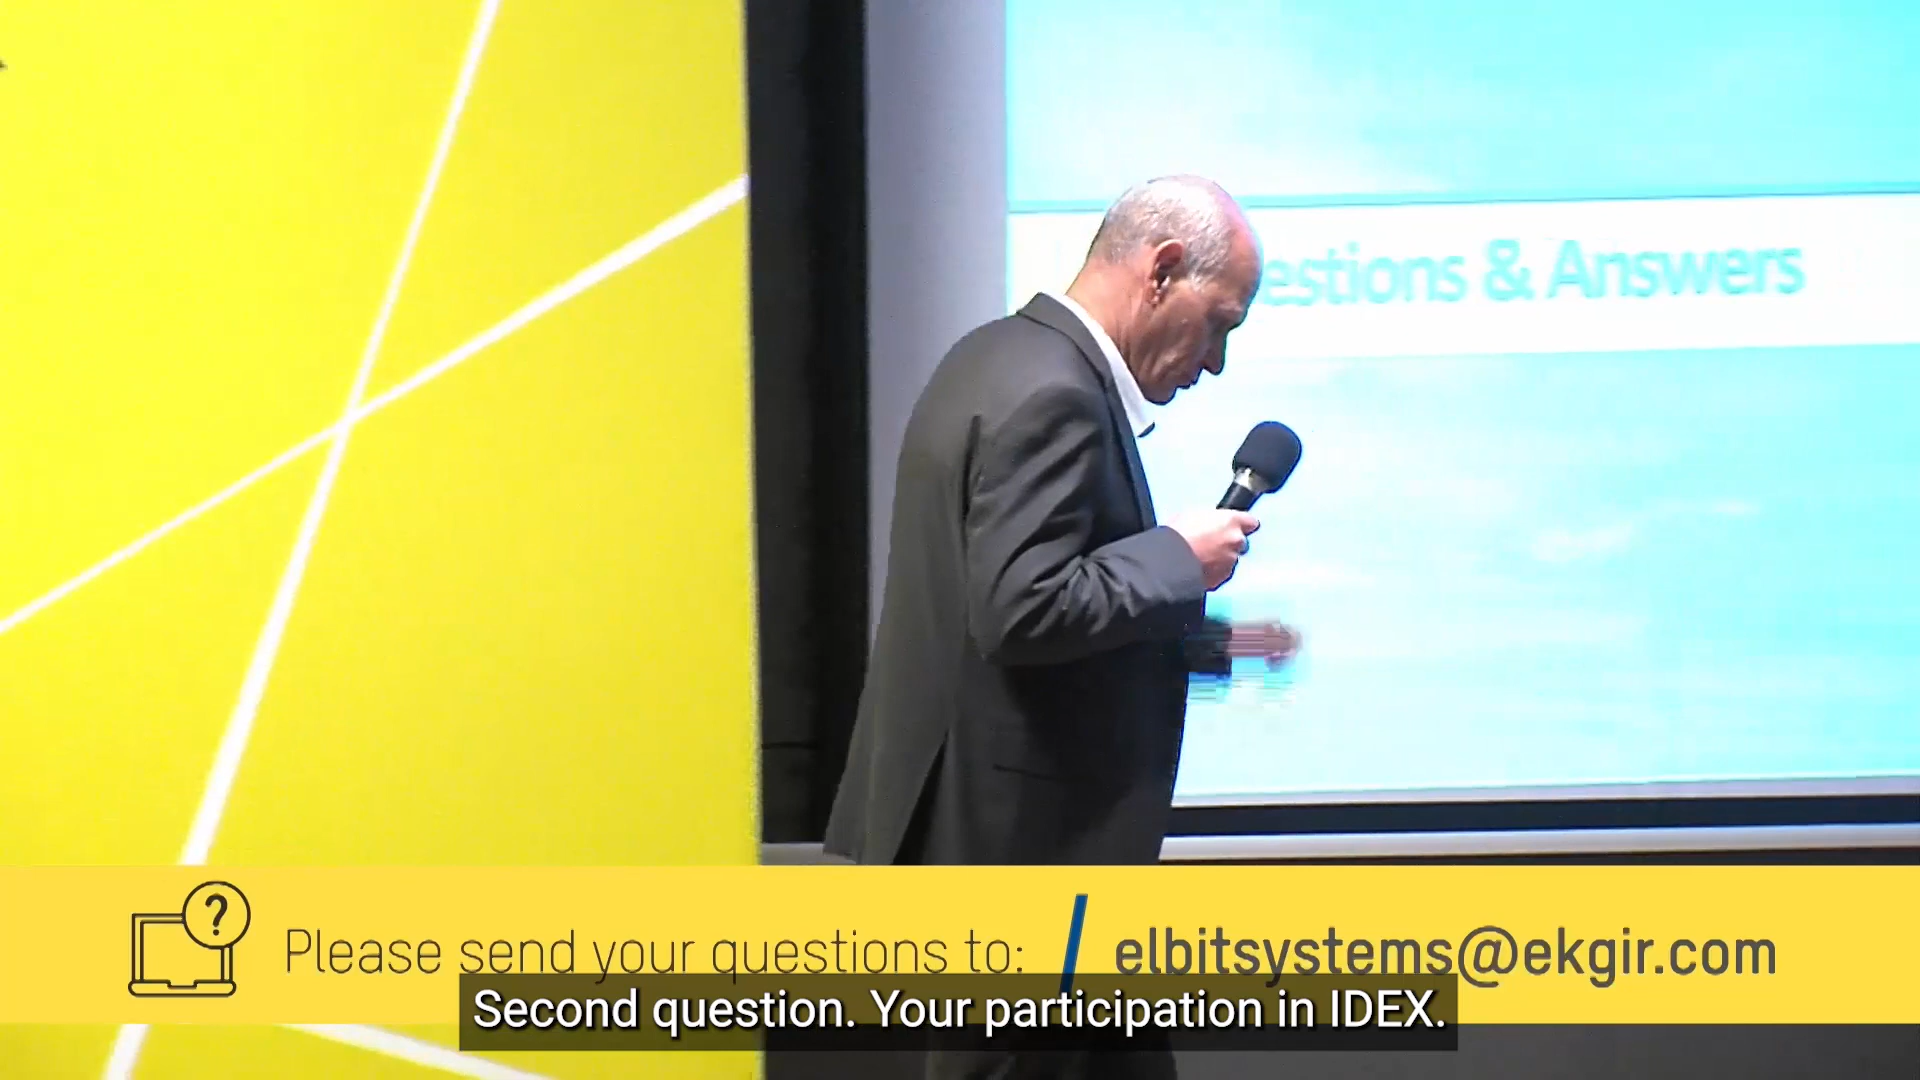 estions & Answers
?
Please send your questions to: / elbitsystems@ekgir.com
Second question. Your participation in IDEX.